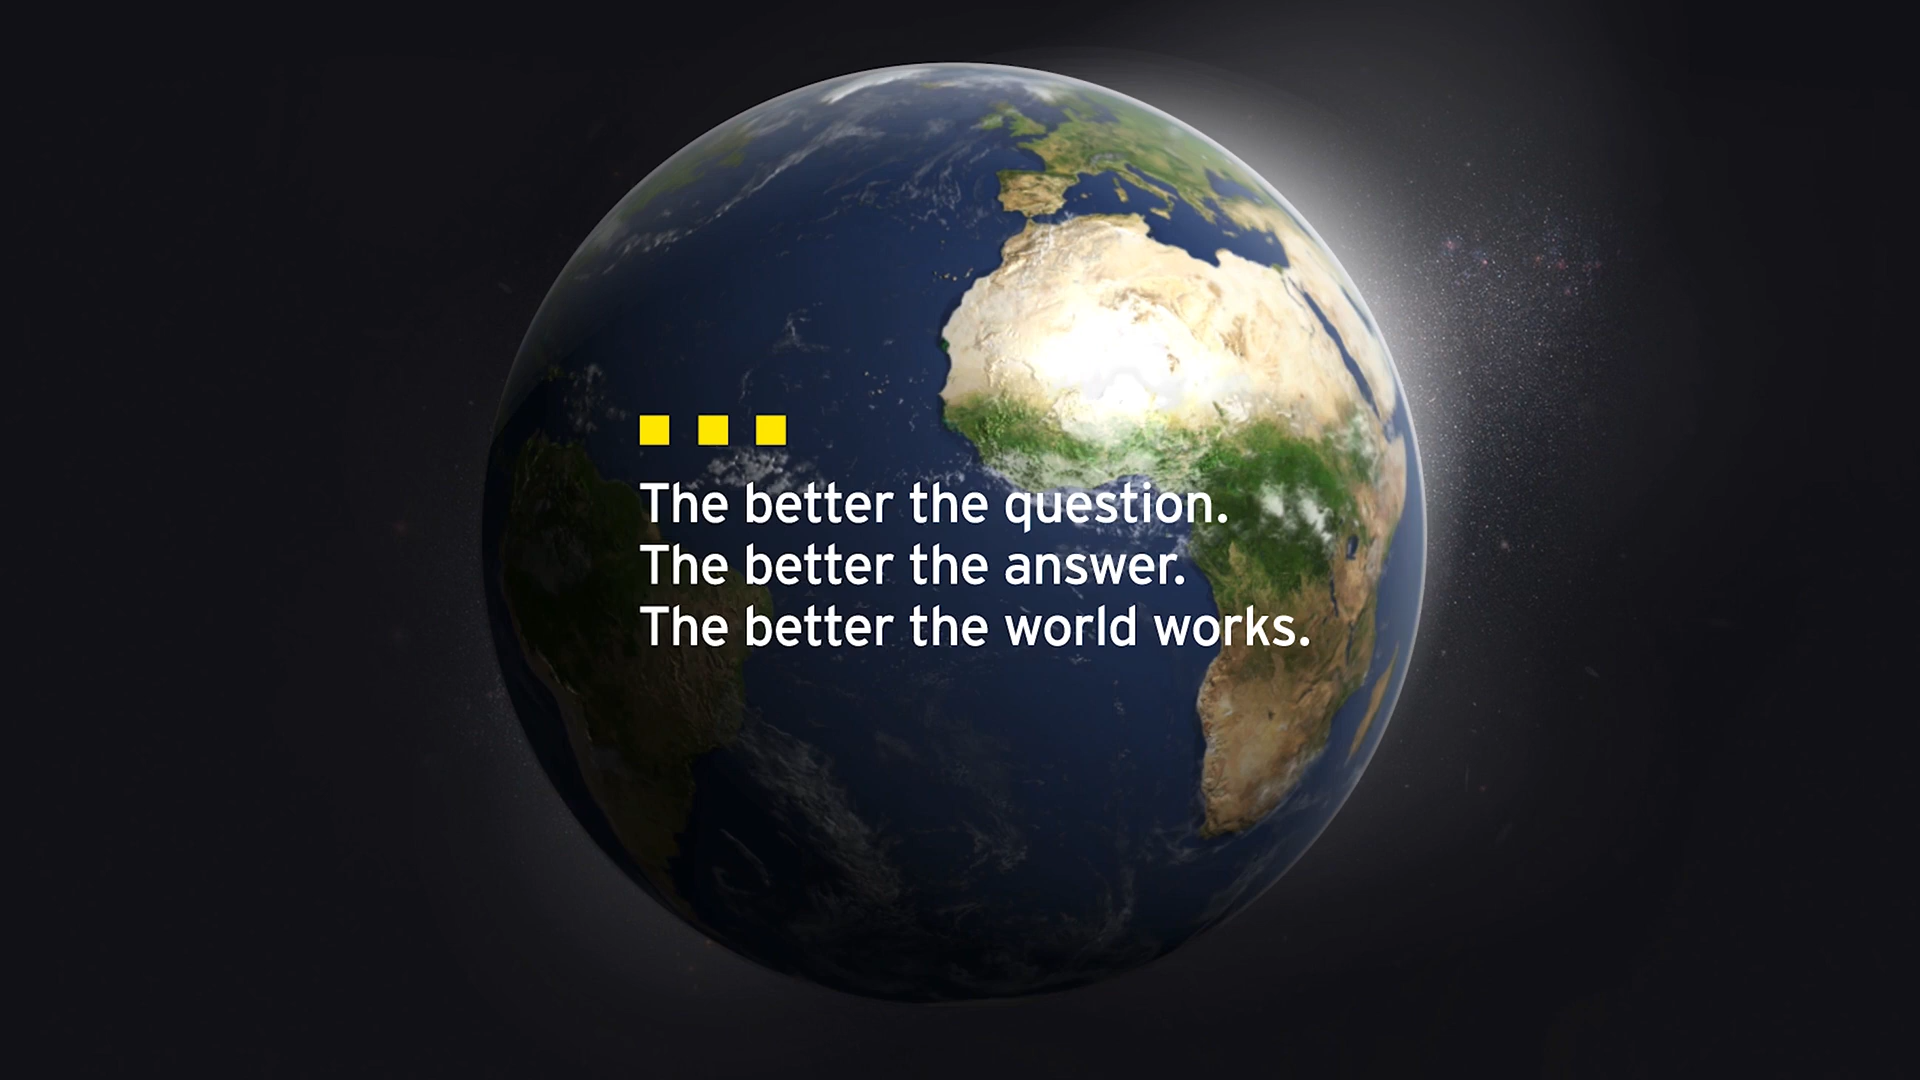 The better the question.
The better the answer.
The better the world works.